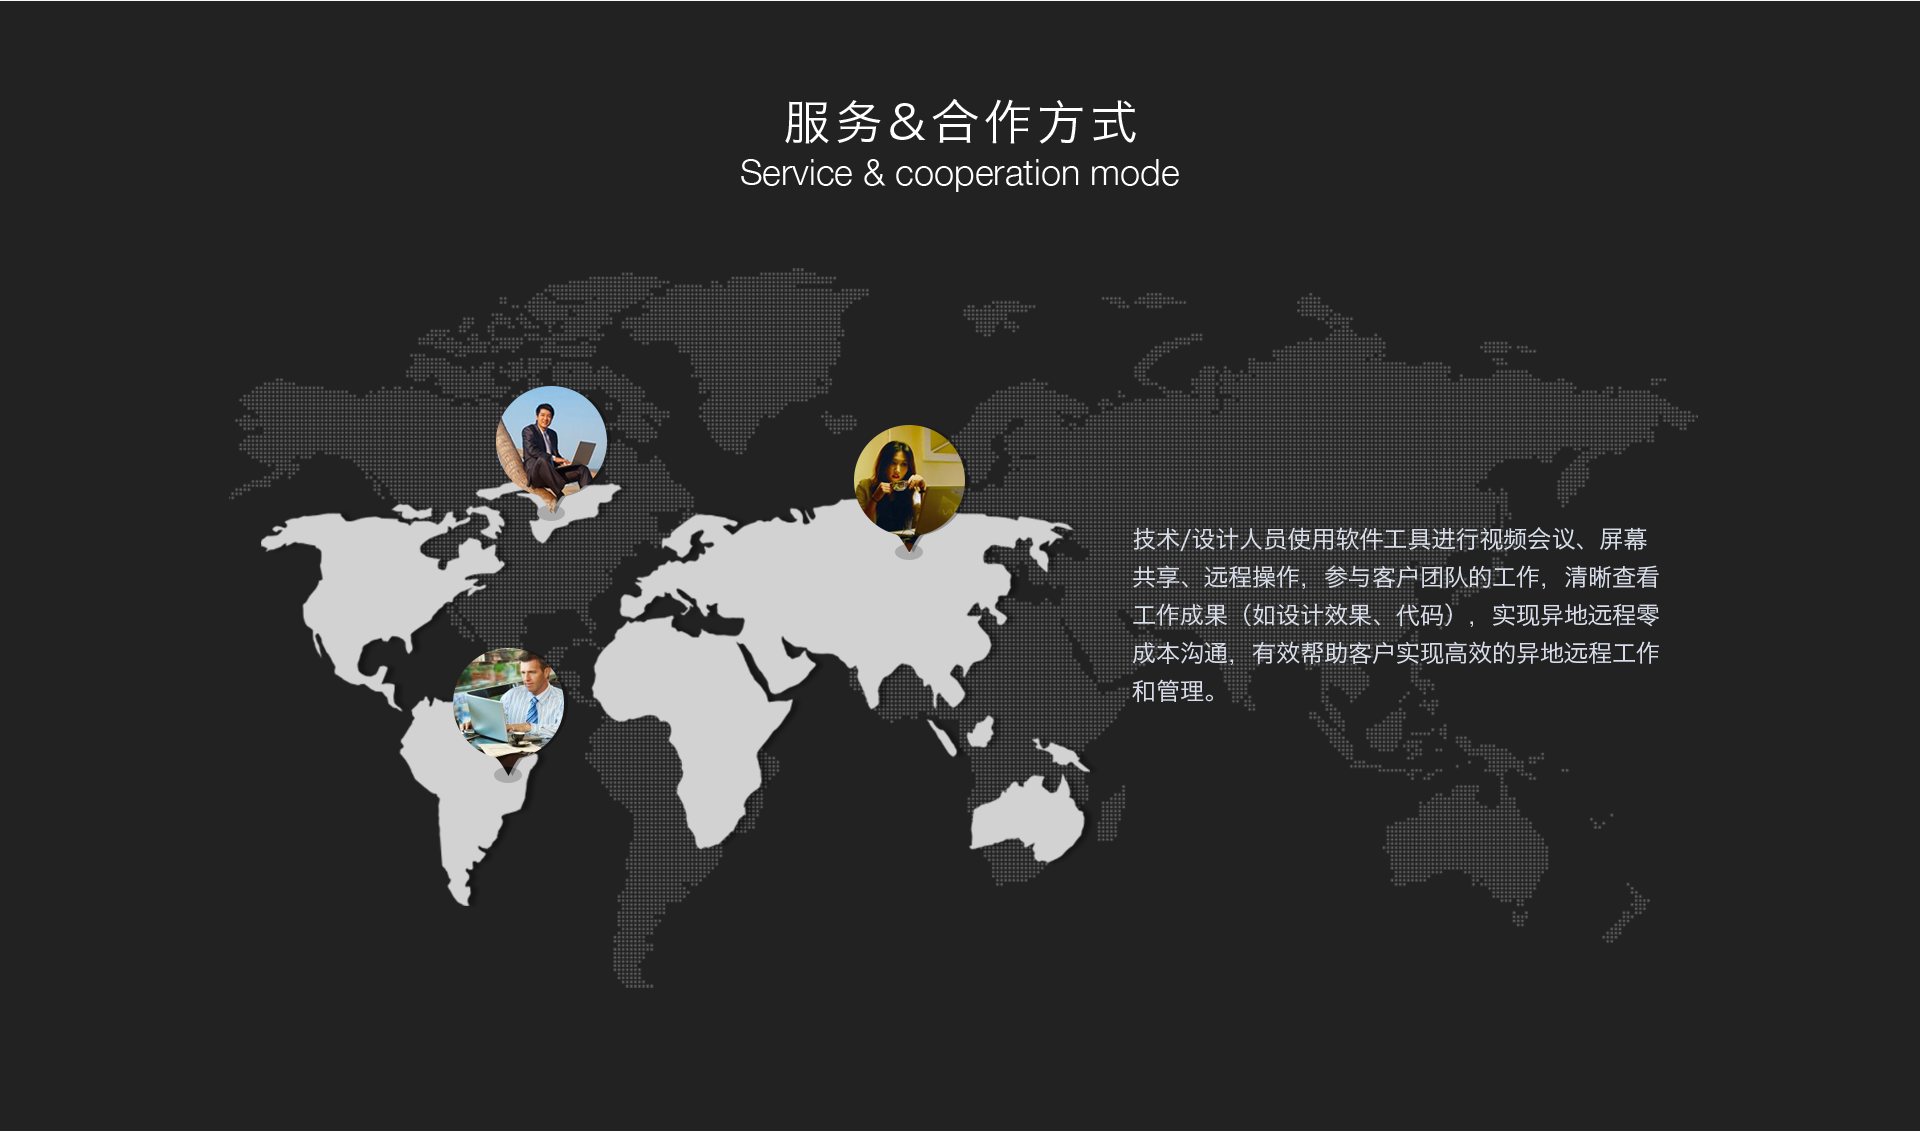 服务&合作方式
Service & cooperation mode
技术/设计人员使用软件工具进行视频会议、屏幕
共享、远程操作，参与客户团队的工作，清晰查看
工作成果（如设计效果、代码），实现异地远程零
成本沟通，有效帮助客户实现高效的异地远程工作
和管理。